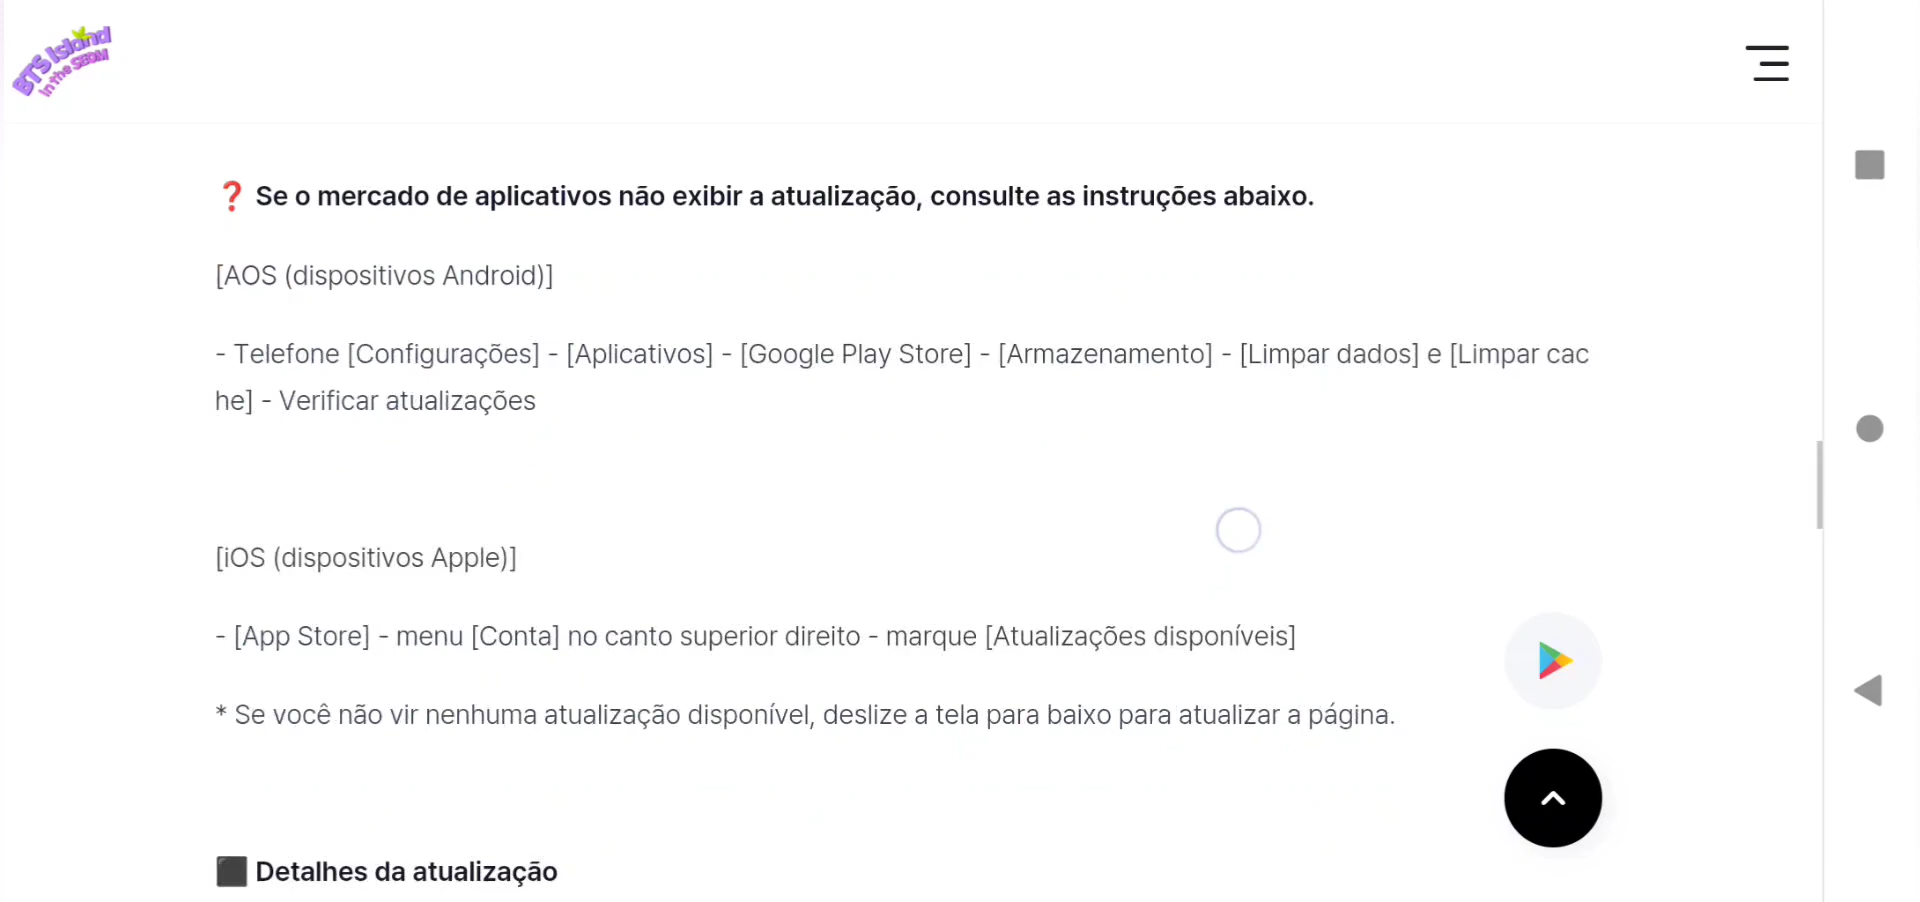 BTS Island
In the SEOM
❓ Se o mercado de aplicativos não exibir a atualização, consulte as instruções abaixo.
[AOS (dispositivos Android)]
- Telefone [Configurações] - [Aplicativos] - [Google Play Store] - [Armazenamento] - [Limpar dados] e [Limpar cac
he] - Verificar atualizações
[iOS (dispositivos Apple)]
- [App Store] - menu [Conta] no canto superior direito - marque [Atualizações disponíveis]
* Se você não vir nenhuma atualização disponível, deslize a tela para baixo para atualizar a página.
⬛ Detalhes da atualização